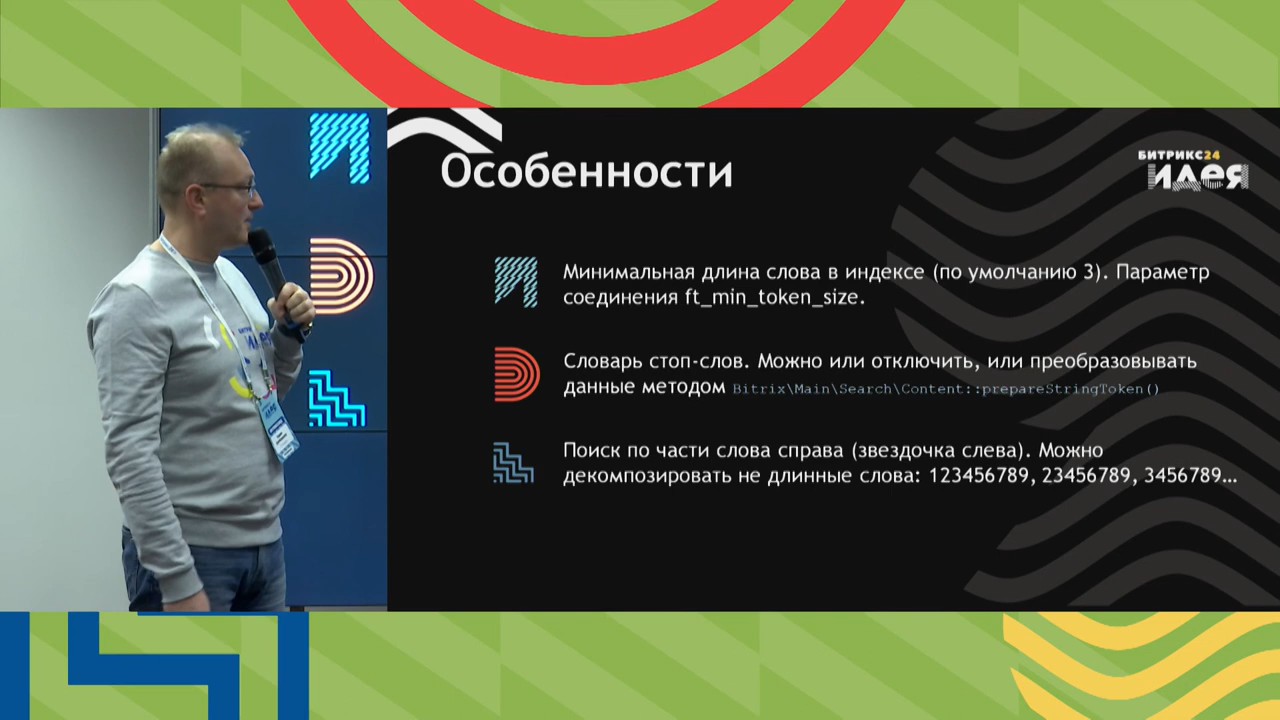 Особенности
БИТРИКС24
идея
Минимальная длина слова в индексе (по умолчанию 3). Параметр
соединения ft_min_token_size.
Словарь стоп-слов. Можно или отключить, или преобразовывать
данные методом Bitrix\Main\Search\Content::prepareStringToken()
Поиск по части слова справа (звездочка слева). Можно
декомпозировать не длинные слова: 123456789, 23456789, 3456789…